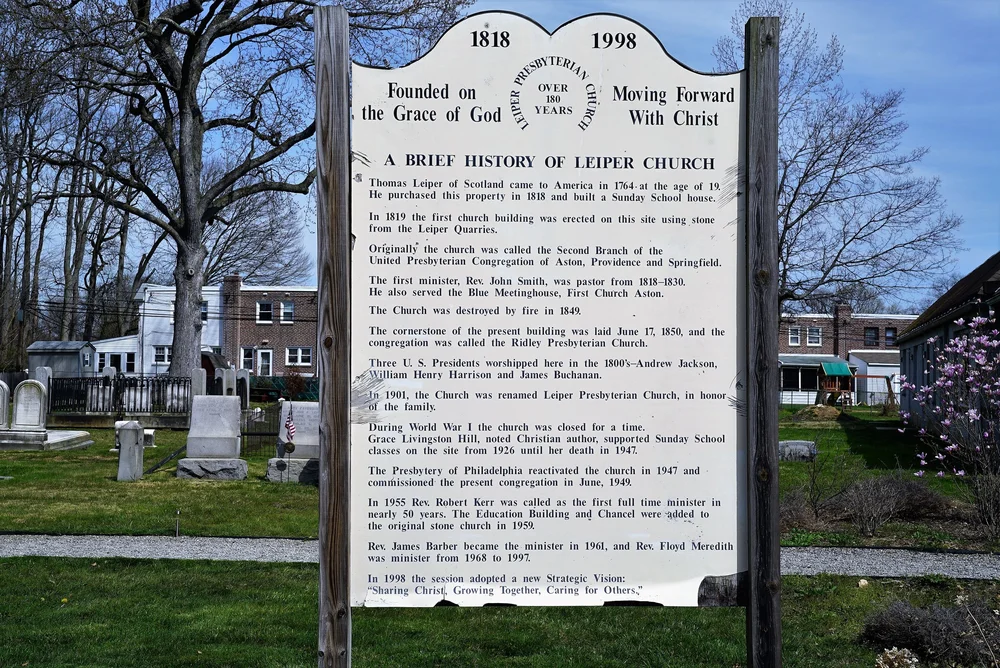 1818 1998
LEIPER PRESBYTERIAN CHURCH
OVER
180
YEARS
Founded on
the Grace of God
Moving Forward
With Christ
A BRIEF HISTORY OF LEIPER CHURCH
Thomas Leiper of Scotland came to America in 1764 at the age of 19.
He purchased this property in 1818 and built a Sunday School house.
In 1819 the first church building was erected on this site using stone
from the Leiper Quarries.
Originally the church was called the Second Branch of the
United Presbyterian Congregation of Aston, Providence and Springfield.
The first minister, Rev. John Smith, was pastor from 1818–1830.
He also served the Blue Meetinghouse, First Church Aston.
The Church was destroyed by fire in 1849.
The cornerstone of the present building was laid June 17, 1850, and the
congregation was called the Ridley Presbyterian Church.
Three U. S. Presidents worshipped here in the 1800's–Andrew Jackson,
William Henry Harrison and James Buchanan.
In 1901, the Church was renamed Leiper Presbyterian Church, in honor
of the family.
During World War I the church was closed for a time.
Grace Livingston Hill, noted Christian author, supported Sunday School
classes on the site from 1926 until her death in 1947.
The Presbytery of Philadelphia reactivated the church in 1947 and
commissioned the present congregation in June, 1949.
In 1955 Rev. Robert Kerr was called as the first full time minister in
nearly 50 years. The Education Building and Chancel were added to
the original stone church in 1959.
Rev. James Barber became the minister in 1961, and Rev. Floyd Meredith
was minister from 1968 to 1997.
In 1998 the session adopted a new Strategic Vision:
"Sharing Christ, Growing Together, Caring for Others,"